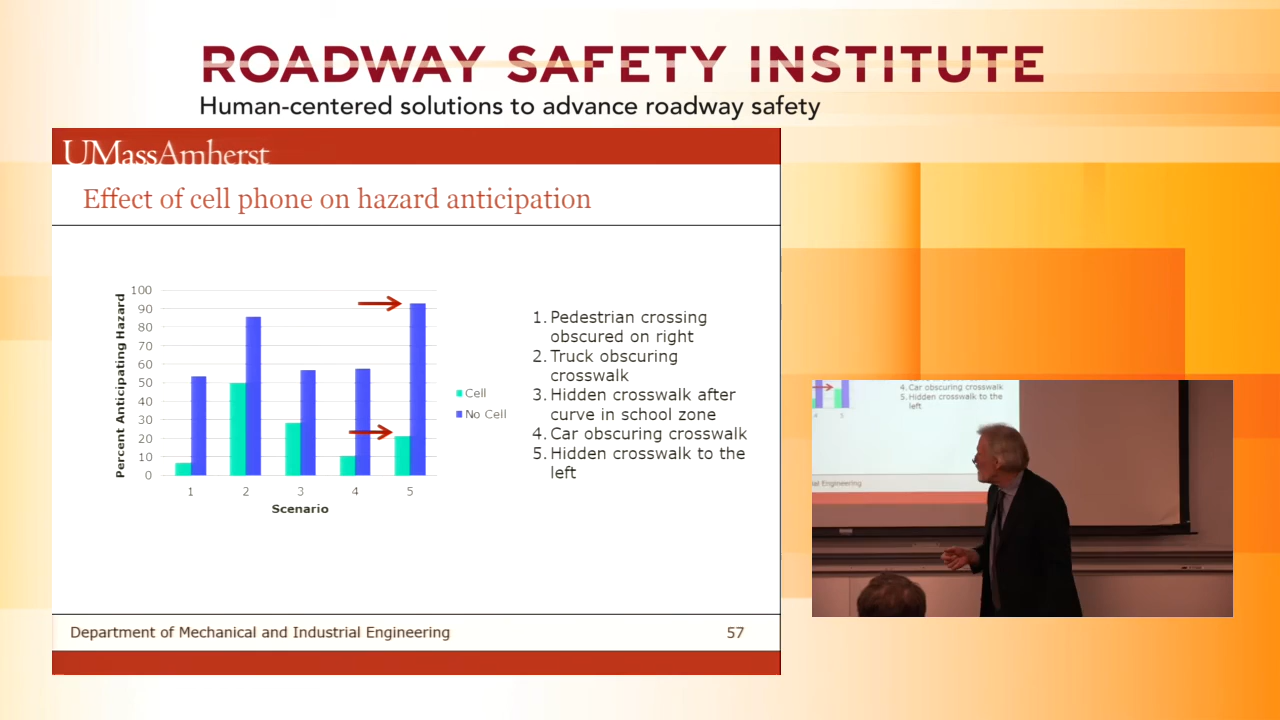 ROADWAY SAFETY INSTITUTE
Human-centered solutions to advance roadway safety
UMassAmherst
Effect of cell phone on hazard anticipation
Percent Anticipating Hazard
100
90
80
70
60
50
40
30
20
10
0
1 2 3 4 5
Scenario
Cell
No Cell
1. Pedestrian crossing
obscured on right
2. Truck obscuring
crosswalk
3. Hidden crosswalk after
curve in school zone
4. Car obscuring crosswalk
5. Hidden crosswalk to the
left
Department of Mechanical and Industrial Engineering 57
4. Car obscuring crosswalk
5. Hidden crosswalk to the
left
4 5
Engineering